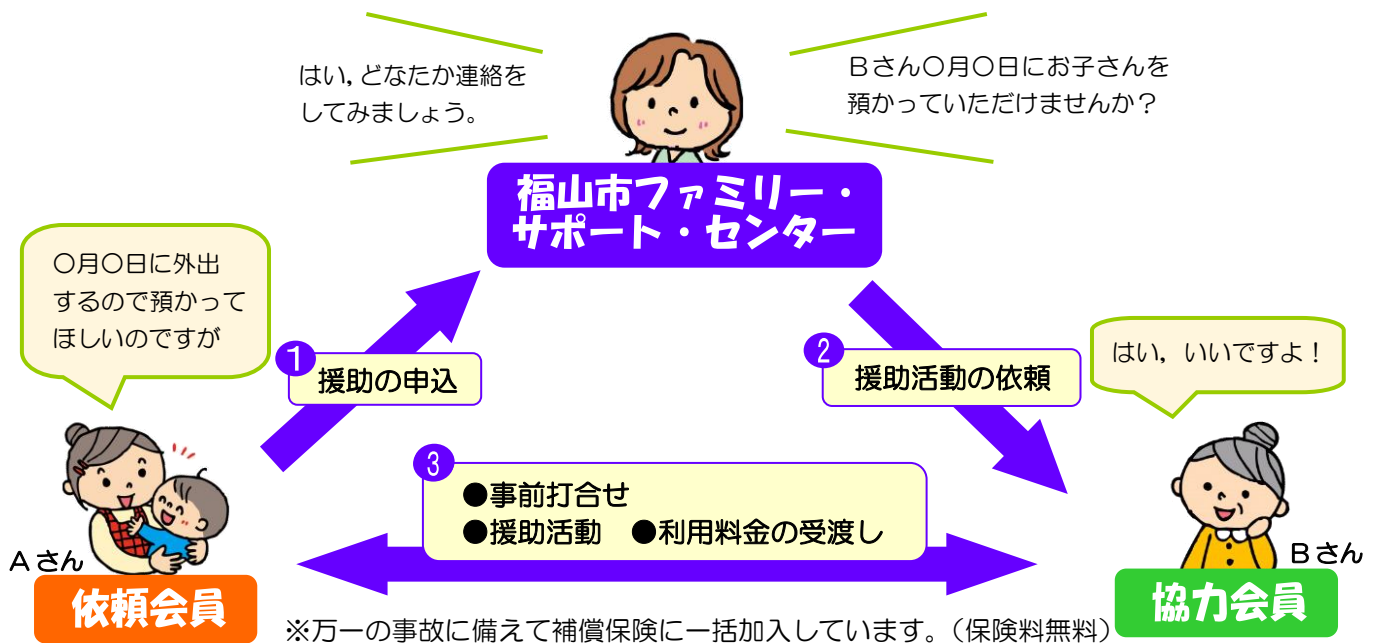 はい，どなたか連絡を
してみましょう。
Ｂさん〇月〇日にお子さんを
預かっていただけませんか？
福山市ファミリー・
サポート・センター
〇月〇日に外出
するので預かって
ほしいのですが
1
援助の申込
2
援助活動の依頼
はい，いいですよ！
3
●事前打合せ
●援助活動　●利用料金の受渡し
Ａさん
依頼会員
Ｂさん
協力会員
※万一の事故に備えて補償保険に一括加入しています。（保険料無料）